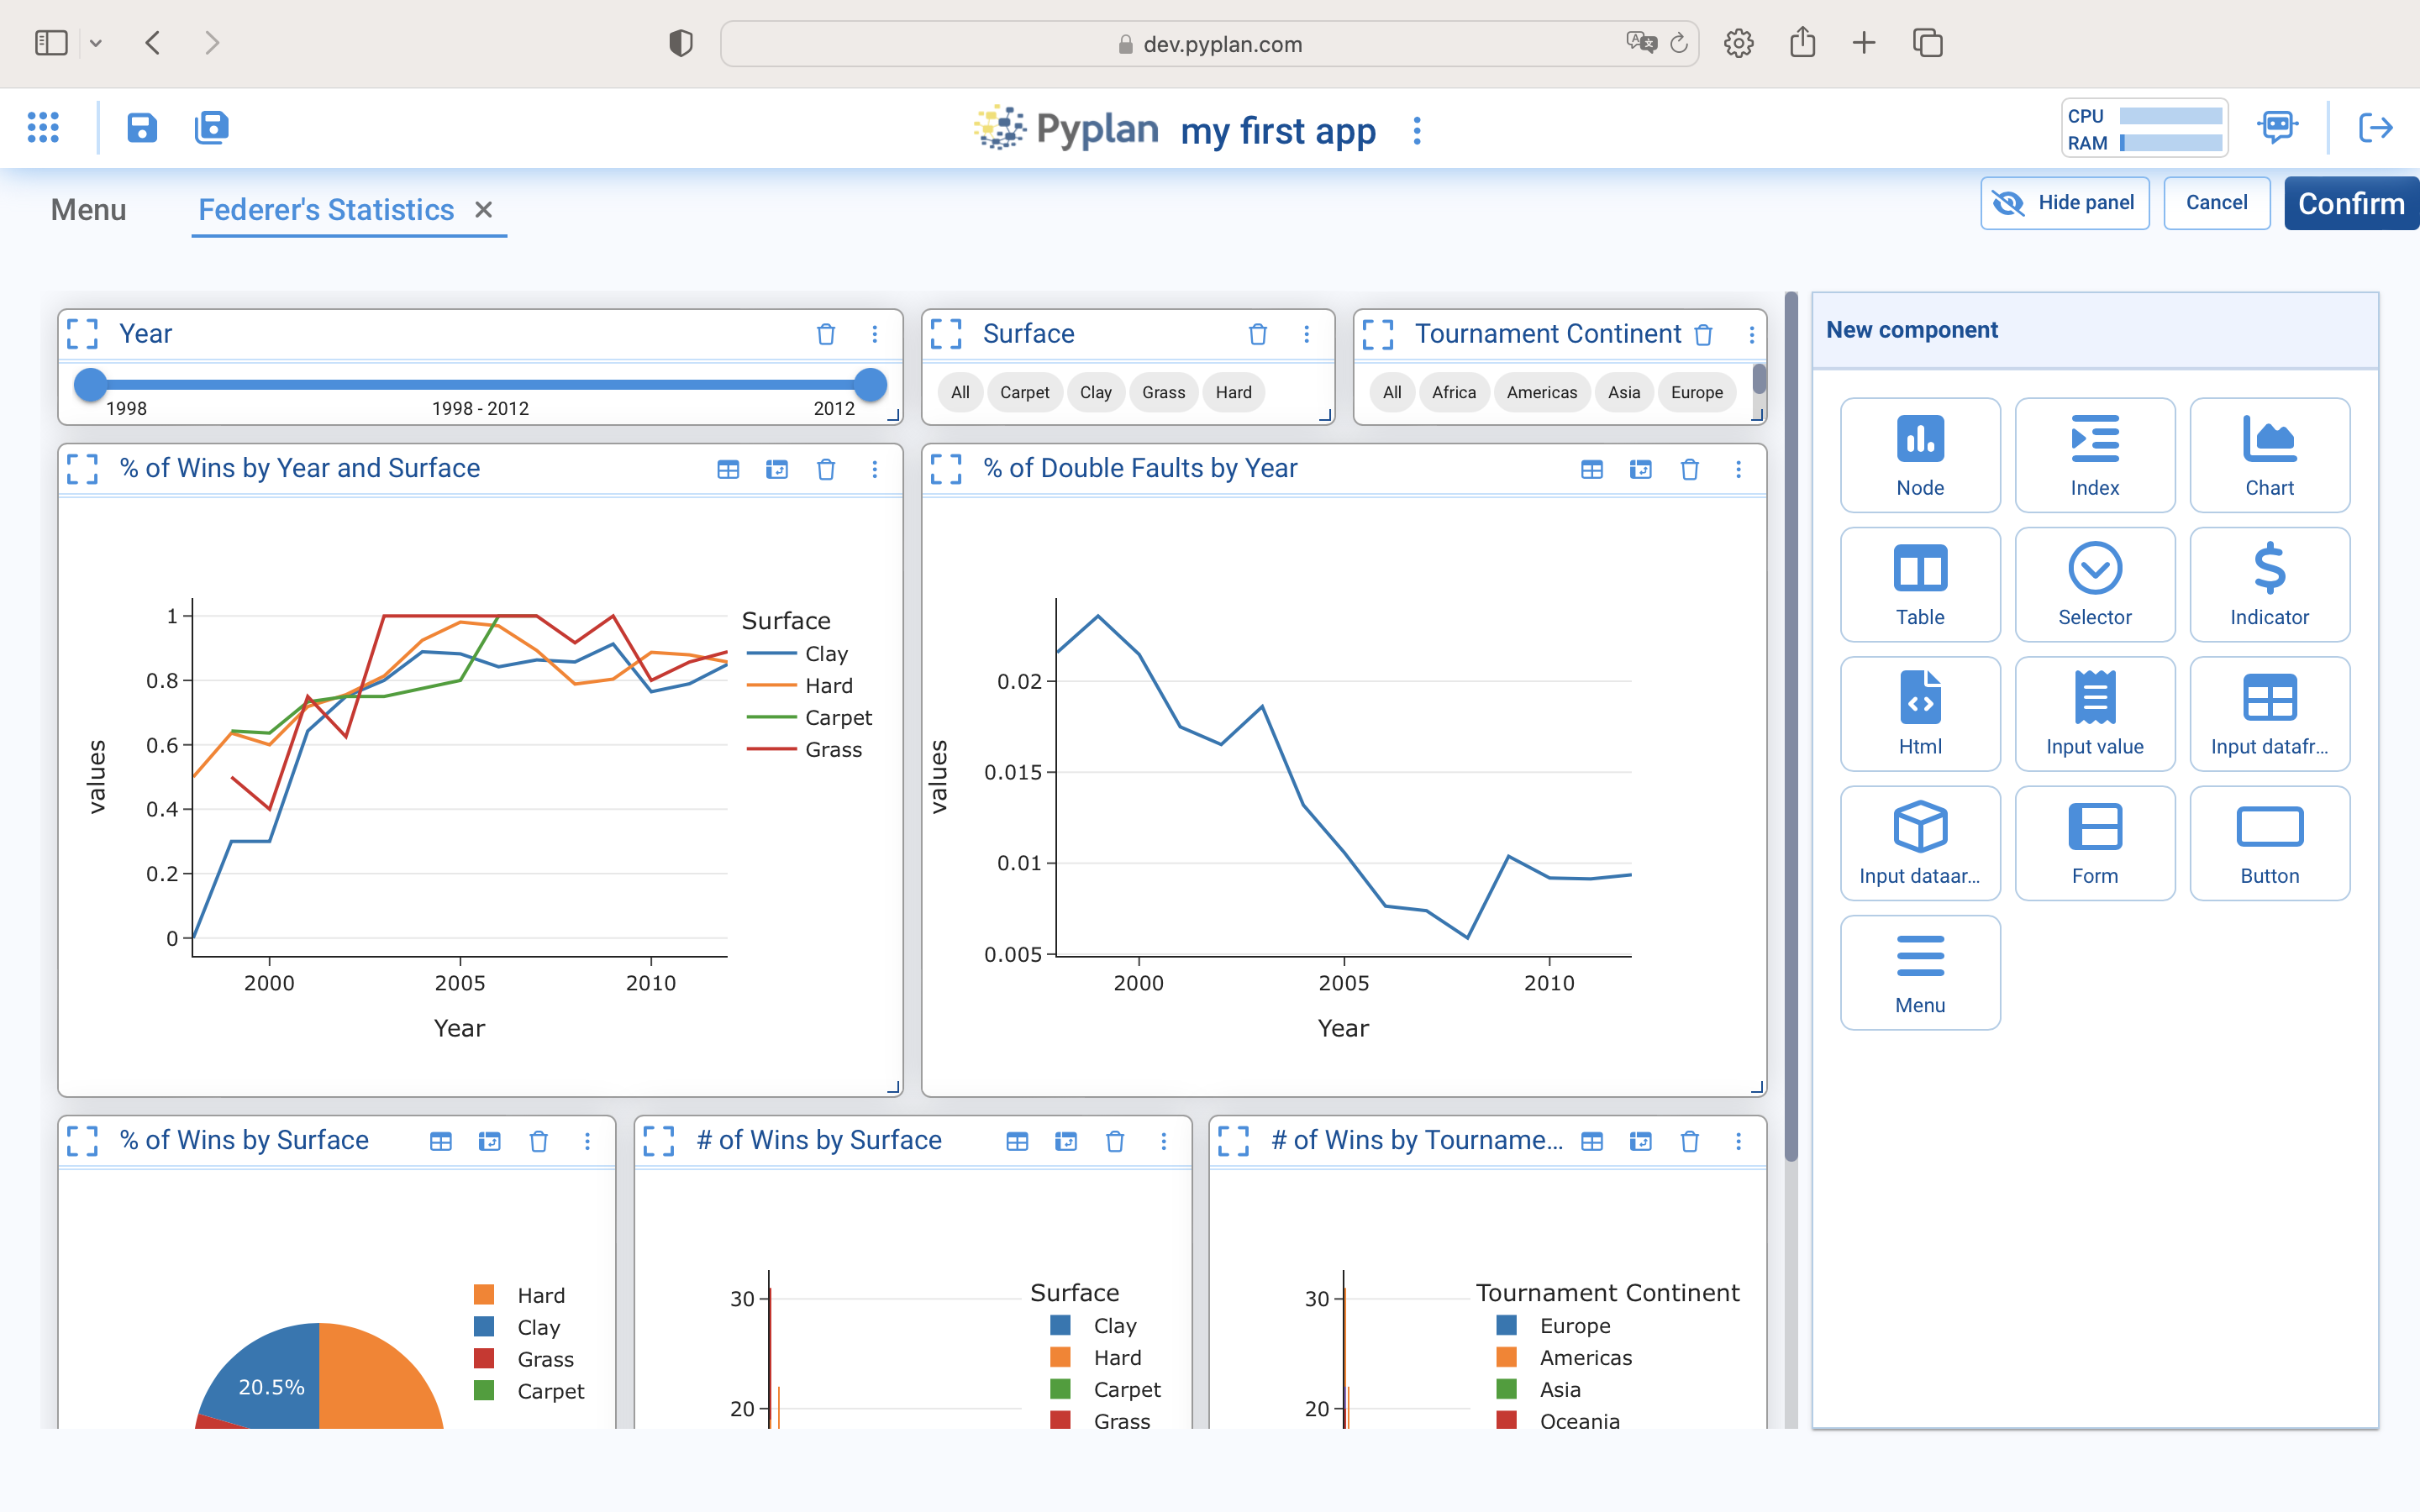 dev.pyplan.com
Pyplan my first app
CPU
RAM
Menu
Federer's Statistics
Hide panel
Cancel
Confirm
Year
1998
1998 - 2012
2012
Surface
All Carpet Clay Grass Hard
Tournament Continent
All Africa Americas Asia Europe
New component
Node
Index
Chart
Table
Selector
Indicator
Html
Input value
Input datafr...
Input dataar...
Form
Button
Menu
% of Wins by Year and Surface
1
0.8
0.6
0.4
0.2
0
values
2000 2005 2010
Year
Surface
Clay
Hard
Carpet
Grass
% of Double Faults by Year
0.02
0.015
0.01
0.005
values
2000 2005 2010
Year
% of Wins by Surface
20.5%
Hard
Clay
Grass
Carpet
# of Wins by Surface
30
20
Surface
Clay
Hard
Carpet
Grass
# of Wins by Tourname...
30
20
Tournament Continent
Europe
Americas
Asia
Oceania